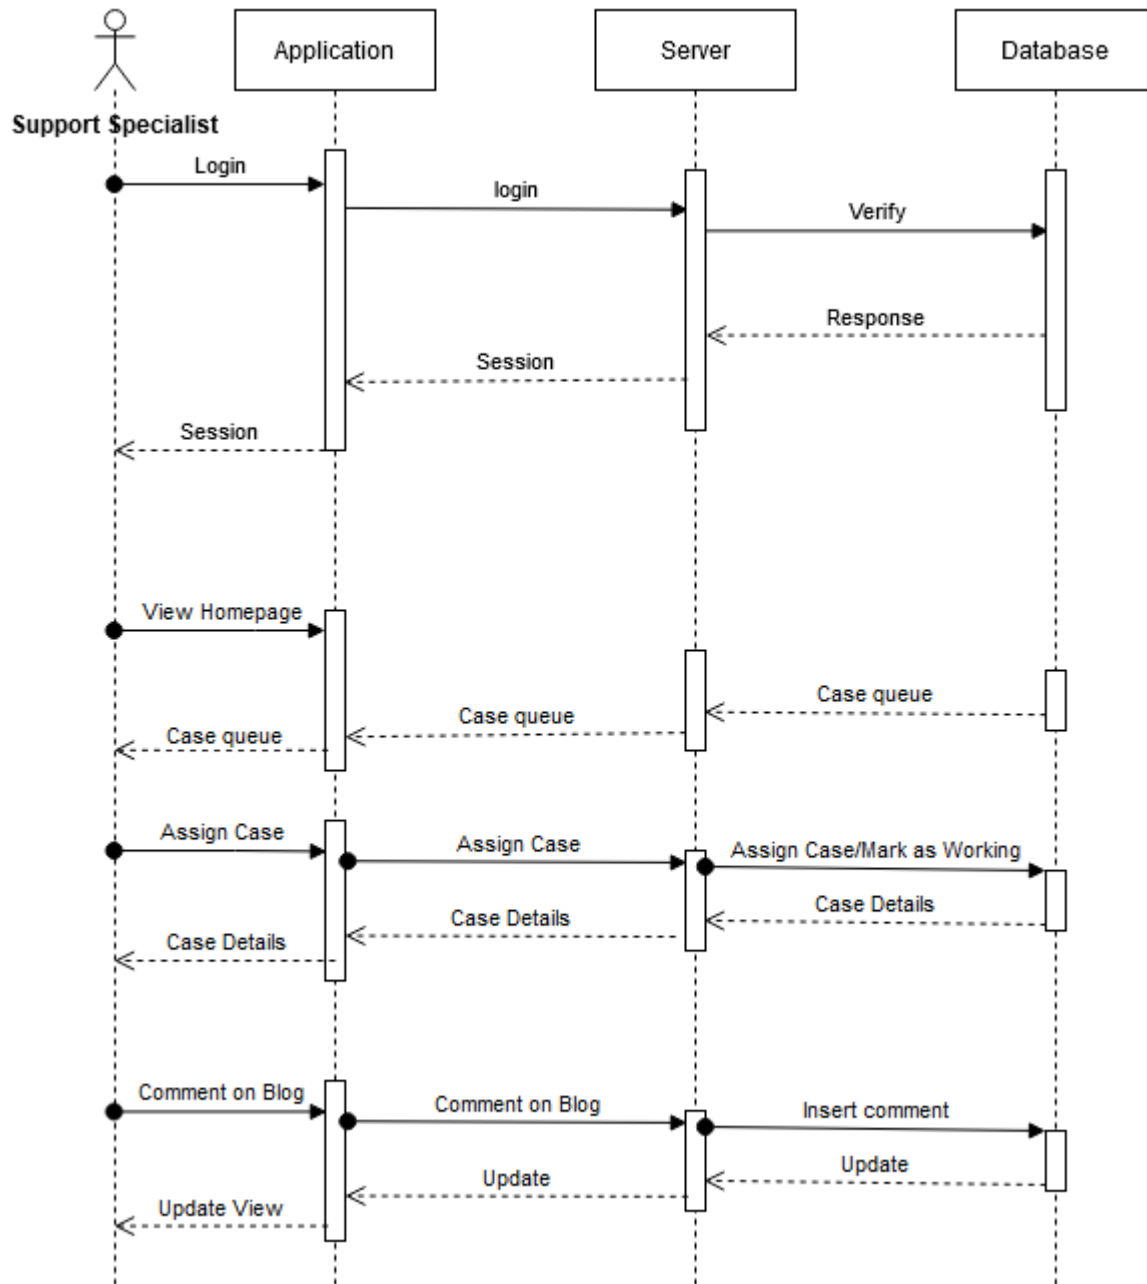 Application
Server
Database
Support Specialist
Login
login
Verify
Response
Session
Session
View Homepage
Case queue
Case queue
Case queue
Assign Case
Assign Case
Assign Case/Mark as Working
Case Details
Case Details
Case Details
Comment on Blog
Comment on Blog
Insert comment
Update
Update
Update View